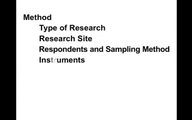 Method
Type of Research
Research Site
Respondents and Sampling Method
Instruments